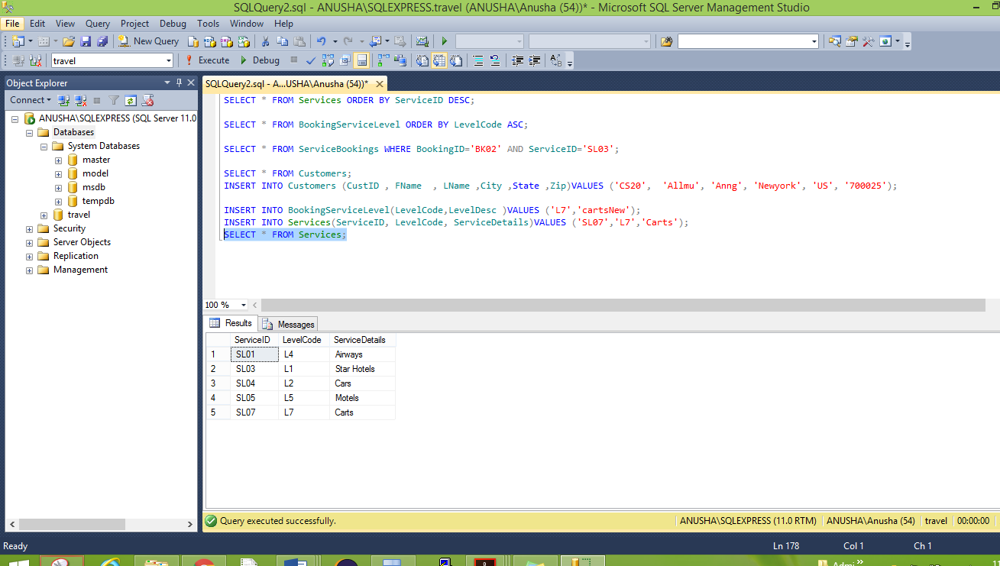 SQLQuery2.sql - ANUSHA\SQLEXPRESS.travel (ANUSHA\Anusha (54))* - Microsoft SQL Server Management Studio
File Edit View Query Project Debug Tools Window Help
New Query
travel Execute Debug
Object Explorer
Connect
ANUSHA\SQLEXPRESS (SQL Server 11.0
Databases
System Databases
master
model
msdb
tempdb
travel
Security
Server Objects
Replication
Management
SQLQuery2.sql - A...USHA\Anusha (54))*
SELECT * FROM Services ORDER BY ServiceID DESC;
SELECT * FROM BookingServiceLevel ORDER BY LevelCode ASC;
SELECT * FROM ServiceBookings WHERE BookingID='BK02' AND ServiceID='SL03';
SELECT * FROM Customers;
INSERT INTO Customers (CustID , FName , LName ,City ,State ,Zip)VALUES ('CS20', 'Allmu', 'Anng', 'Newyork', 'US', '700025');
INSERT INTO BookingServiceLevel(LevelCode,LevelDesc )VALUES ('L7','cartsNew');
INSERT INTO Services(ServiceID, LevelCode, ServiceDetails)VALUES ('SL07','L7','Carts');
SELECT * FROM Services;
100 %
Results Messages
ServiceID LevelCode ServiceDetails
1 SL01 L4 Airways
2 SL03 L1 Star Hotels
3 SL04 L2 Cars
4 SL05 L5 Motels
5 SL07 L7 Carts
Query executed successfully. ANUSHA\SQLEXPRESS (11.0 RTM) ANUSHA\Anusha (54) travel 00:00:00
Ready Ln 178 Col 1 Ch 1